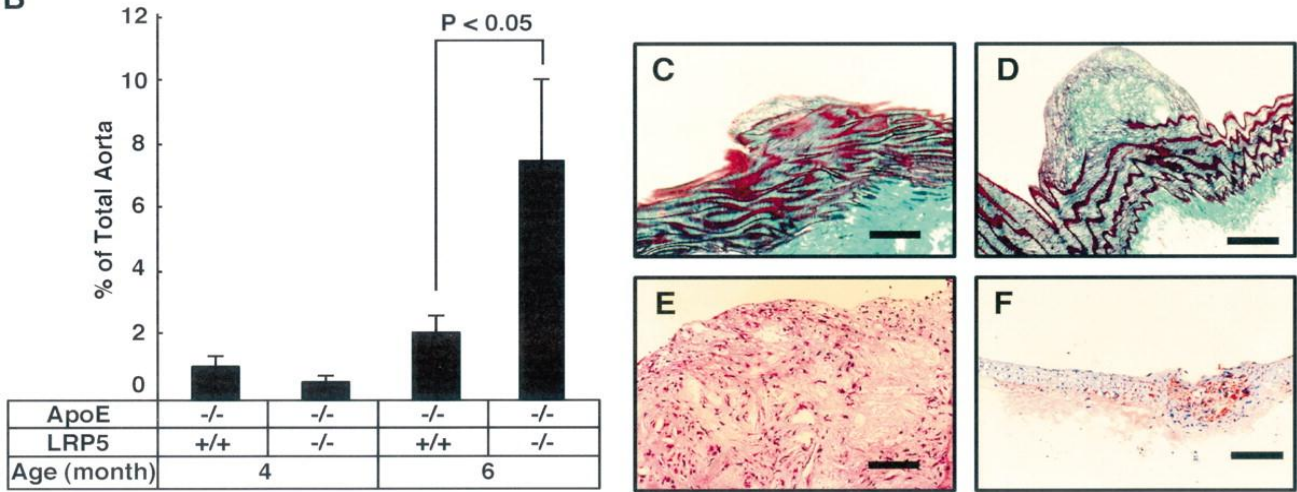 B
12
10
8
6
4
2
0
% of Total Aorta
P < 0.05
ApoE -/- -/- -/- -/-
LRP5 +/+ -/- +/+ -/-
Age (month) 4 6
C
D
E
F